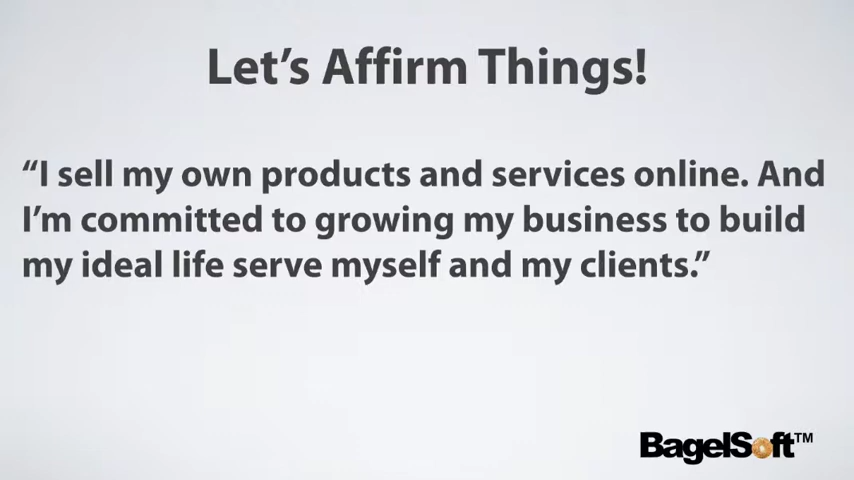 Let’s Affirm Things!
“I sell my own products and services online. And
I’m committed to growing my business to build
my ideal life serve myself and my clients.”
BagelSoft™